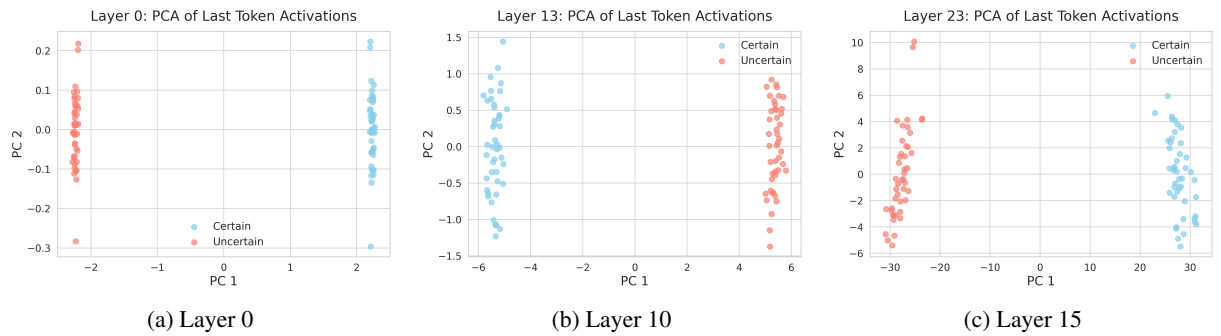 Layer 0: PCA of Last Token Activations
0.2
0.1
0.0
−0.1
−0.2
−0.3
PC 2
−2
−1
0
1
2
PC 1
Certain
Uncertain
(a) Layer 0
Layer 13: PCA of Last Token Activations
1.5
1.0
0.5
0.0
−0.5
−1.0
−1.5
PC 2
−6
−4
−2
0
2
4
6
PC 1
Certain
Uncertain
(b) Layer 10
Layer 23: PCA of Last Token Activations
10
8
6
4
2
0
−2
−4
−6
PC 2
−30
−20
−10
0
10
20
30
PC 1
Certain
Uncertain
(c) Layer 15